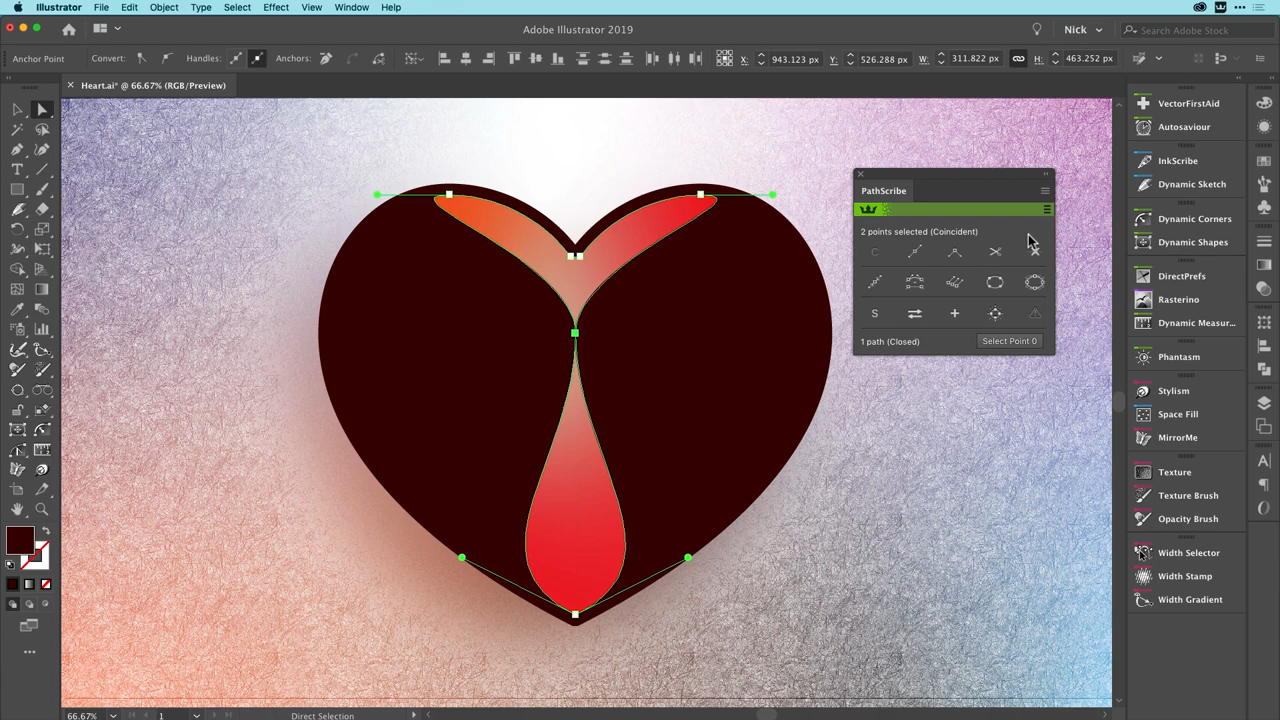 Illustrator File Edit Object Type Select Effect View Window Help
Adobe Illustrator 2019
Nick
Search Adobe Stock
Anchor Point Convert: Handles: Anchors: X: 943.123 px Y: 526.288 px W: 311.822 px H: 463.252 px
× Heart.ai* @ 66.67% (RGB/Preview)
VectorFirstAid
Autosaviour
InkScribe
Dynamic Sketch
Dynamic Corners
Dynamic Shapes
DirectPrefs
Rasterino
Dynamic Measur...
Phantasm
Stylism
Space Fill
MirrorMe
Texture
Texture Brush
Opacity Brush
Width Selector
Width Stamp
Width Gradient
PathScribe
2 points selected (Coincident)
C
S
1 path (Closed) Select Point 0
66.67% 1 Direct Selection